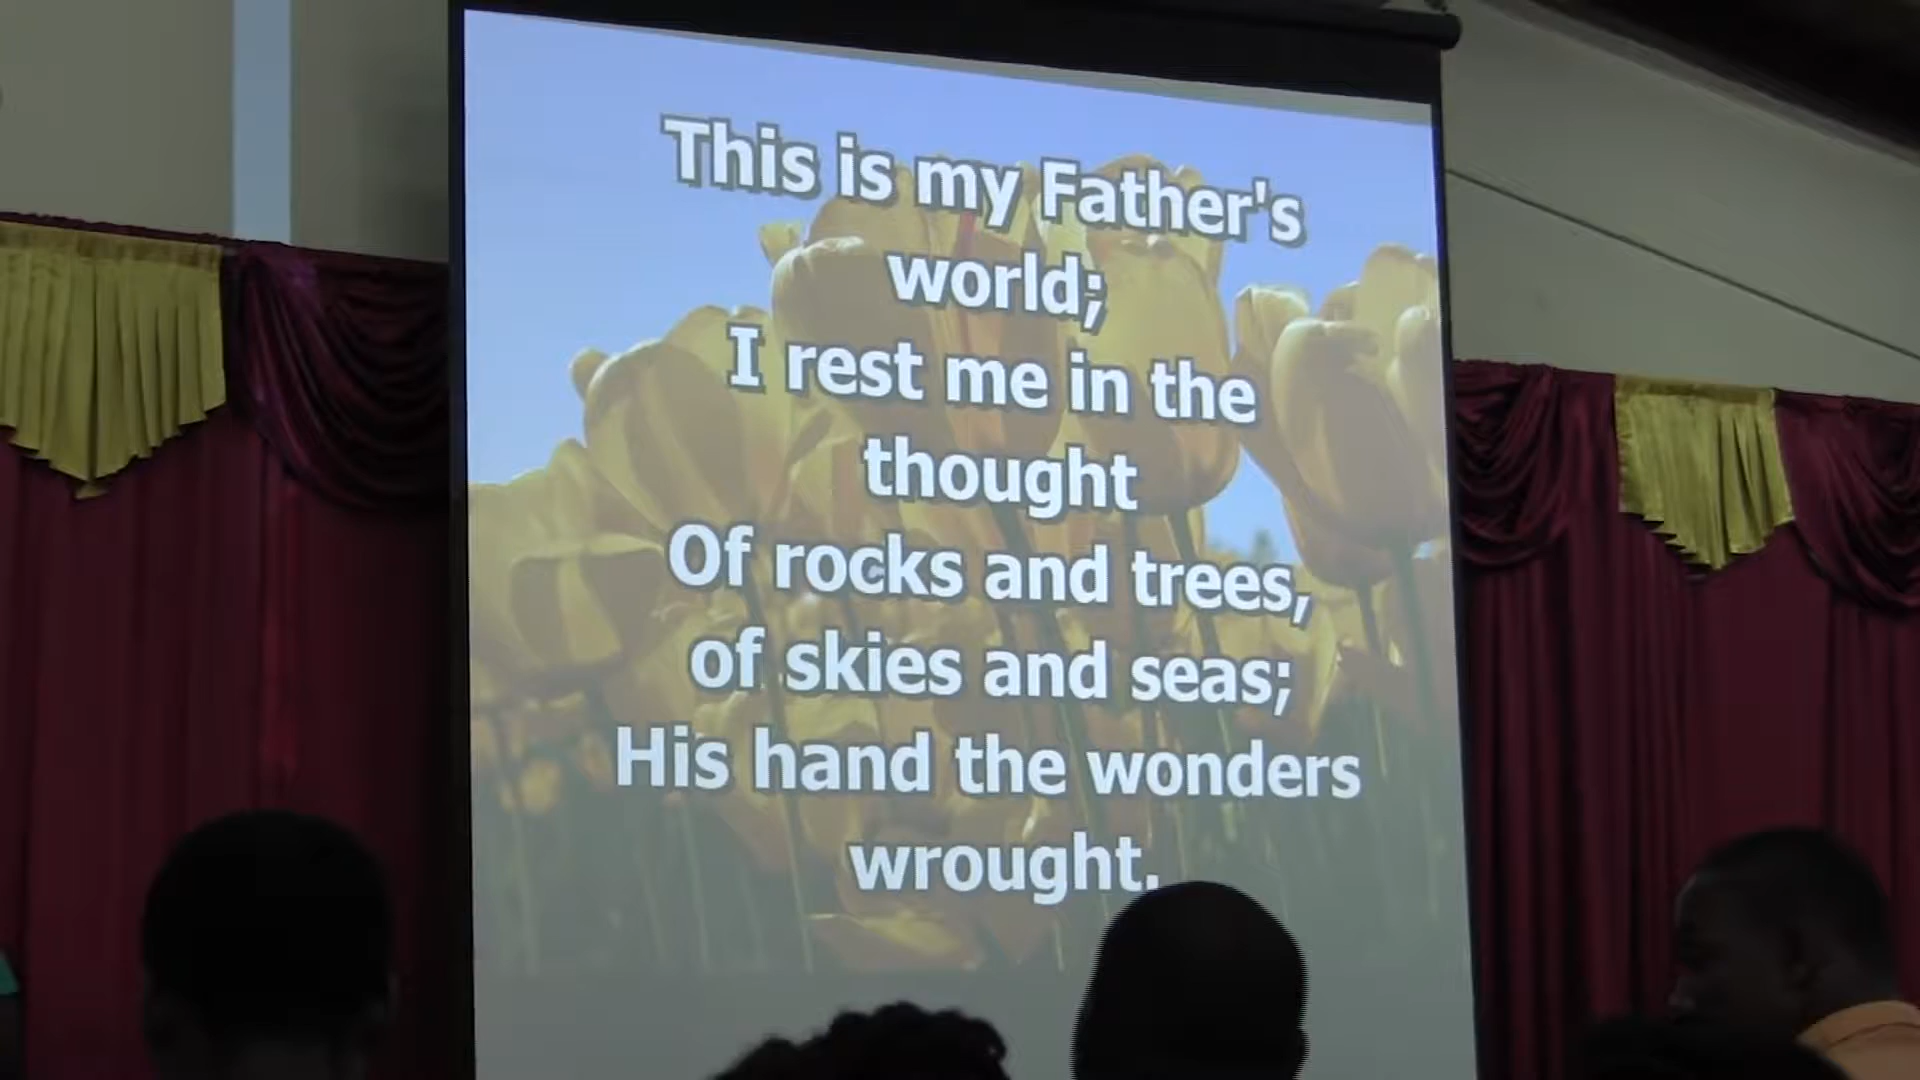 This is my Father's
world;
I rest me in the
thought
Of rocks and trees,
of skies and seas;
His hand the wonders
wrought.